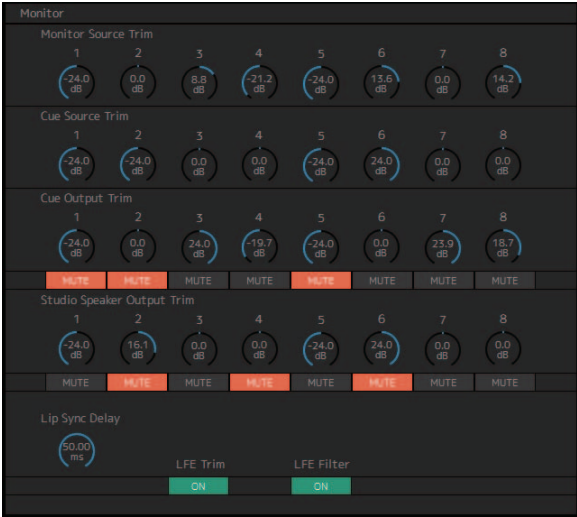 Monitor
Monitor Source Trim
1 2 3 4 5 6 7 8
-24.0 0.0 8.8 -21.2 -24.0 13.6 0.0 14.2
dB dB dB dB dB dB dB dB
Cue Source Trim
1 2 3 4 5 6 7 8
-24.0 -24.0 0.0 0.0 -24.0 24.0 0.0 0.0
dB dB dB dB dB dB dB dB
Cue Output Trim
1 2 3 4 5 6 7 8
-24.0 0.0 24.0 -19.7 -24.0 0.0 23.9 18.7
dB dB dB dB dB dB dB dB
MUTE MUTE MUTE MUTE MUTE MUTE MUTE MUTE
Studio Speaker Output Trim
1 2 3 4 5 6 7 8
-24.0 16.1 0.0 0.0 -24.0 24.0 0.0 0.0
dB dB dB dB dB dB dB dB
MUTE MUTE MUTE MUTE MUTE MUTE MUTE MUTE
Lip Sync Delay
50.00
ms
LFE Trim LFE Filter
ON ON